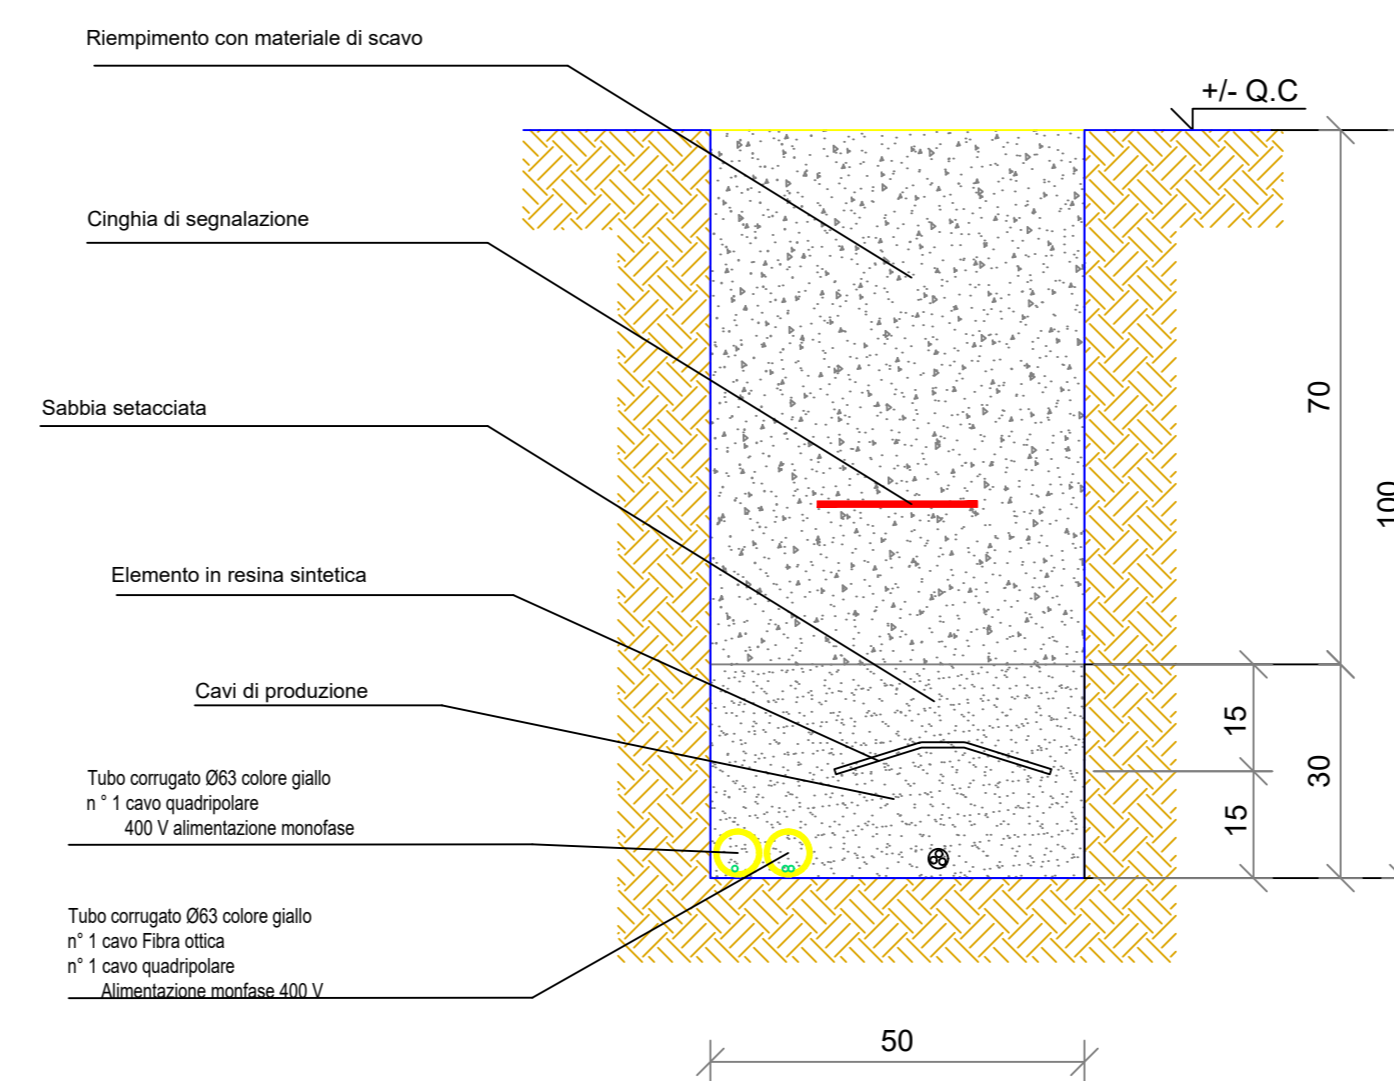 Riempimento con materiale di scavo
+/- Q.C
Cinghia di segnalazione
70
Sabbia setacciata
100
Elemento in resina sintetica
Cavi di produzione
15
30
15
Tubo corrugato Ø63 colore giallo
n ° 1 cavo quadripolare
400 V alimentazione monofase
Tubo corrugato Ø63 colore giallo
n° 1 cavo Fibra ottica
n° 1 cavo quadripolare
Alimentazione monfase 400 V
50